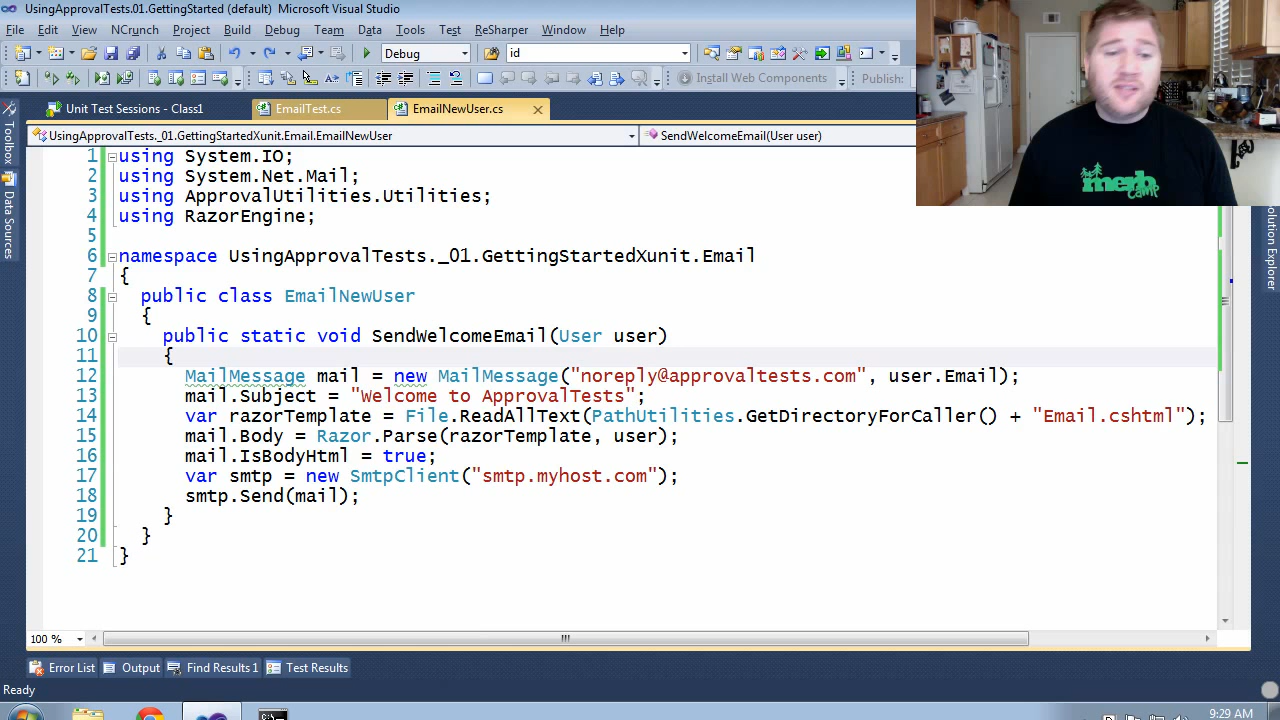 UsingApprovalTests.01.GettingStarted (default) - Microsoft Visual Studio
File Edit View NCrunch Project Build Debug Team Data Tools Test ReSharper Window Help
Debug id
Install Web Components Publish:
Unit Test Sessions - Class1 EmailTest.cs EmailNewUser.cs
UsingApprovalTests._01.GettingStartedXunit.Email.EmailNewUser SendWelcomeEmail(User user)
Toolbox
Data Sources
Solution Explorer
merb
camp
1 using System.IO;
2 using System.Net.Mail;
3 using ApprovalUtilities.Utilities;
4 using RazorEngine;
5
6 namespace UsingApprovalTests._01.GettingStartedXunit.Email
7 {
8 public class EmailNewUser
9 {
10 public static void SendWelcomeEmail(User user)
11 {
12 MailMessage mail = new MailMessage("noreply@approvaltests.com", user.Email);
13 mail.Subject = "Welcome to ApprovalTests";
14 var razorTemplate = File.ReadAllText(PathUtilities.GetDirectoryForCaller() + "Email.cshtml");
15 mail.Body = Razor.Parse(razorTemplate, user);
16 mail.IsBodyHtml = true;
17 var smtp = new SmtpClient("smtp.myhost.com");
18 smtp.Send(mail);
19 }
20 }
21 }
100 %
Error List Output Find Results 1 Test Results
Ready
9:29 AM